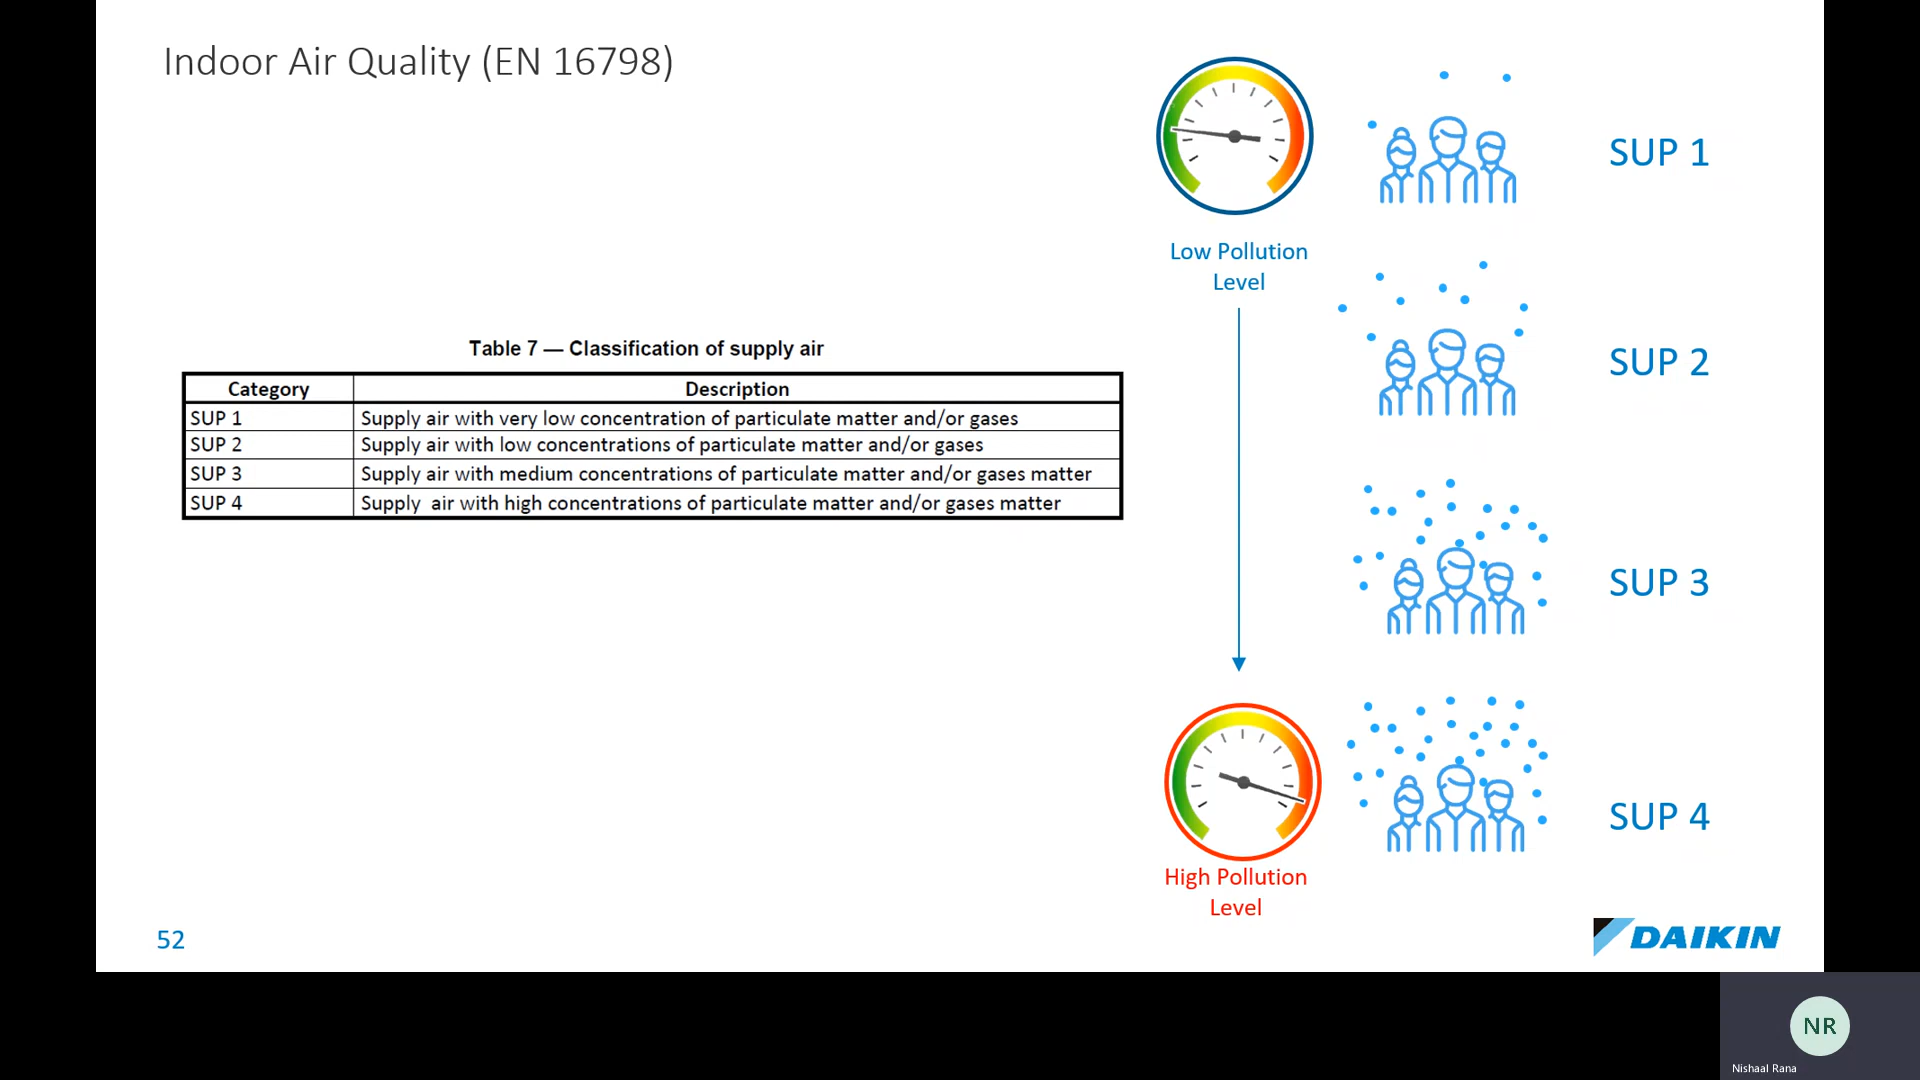 Indoor Air Quality (EN 16798)
SUP 1
Low Pollution
Level
SUP 2
Table 7 — Classification of supply air
Category Description
SUP 1 Supply air with very low concentration of particulate matter and/or gases
SUP 2 Supply air with low concentrations of particulate matter and/or gases
SUP 3 Supply air with medium concentrations of particulate matter and/or gases matter
SUP 4 Supply air with high concentrations of particulate matter and/or gases matter
SUP 3
SUP 4
High Pollution
Level
52
DAIKIN
NR
Nishaal Rana